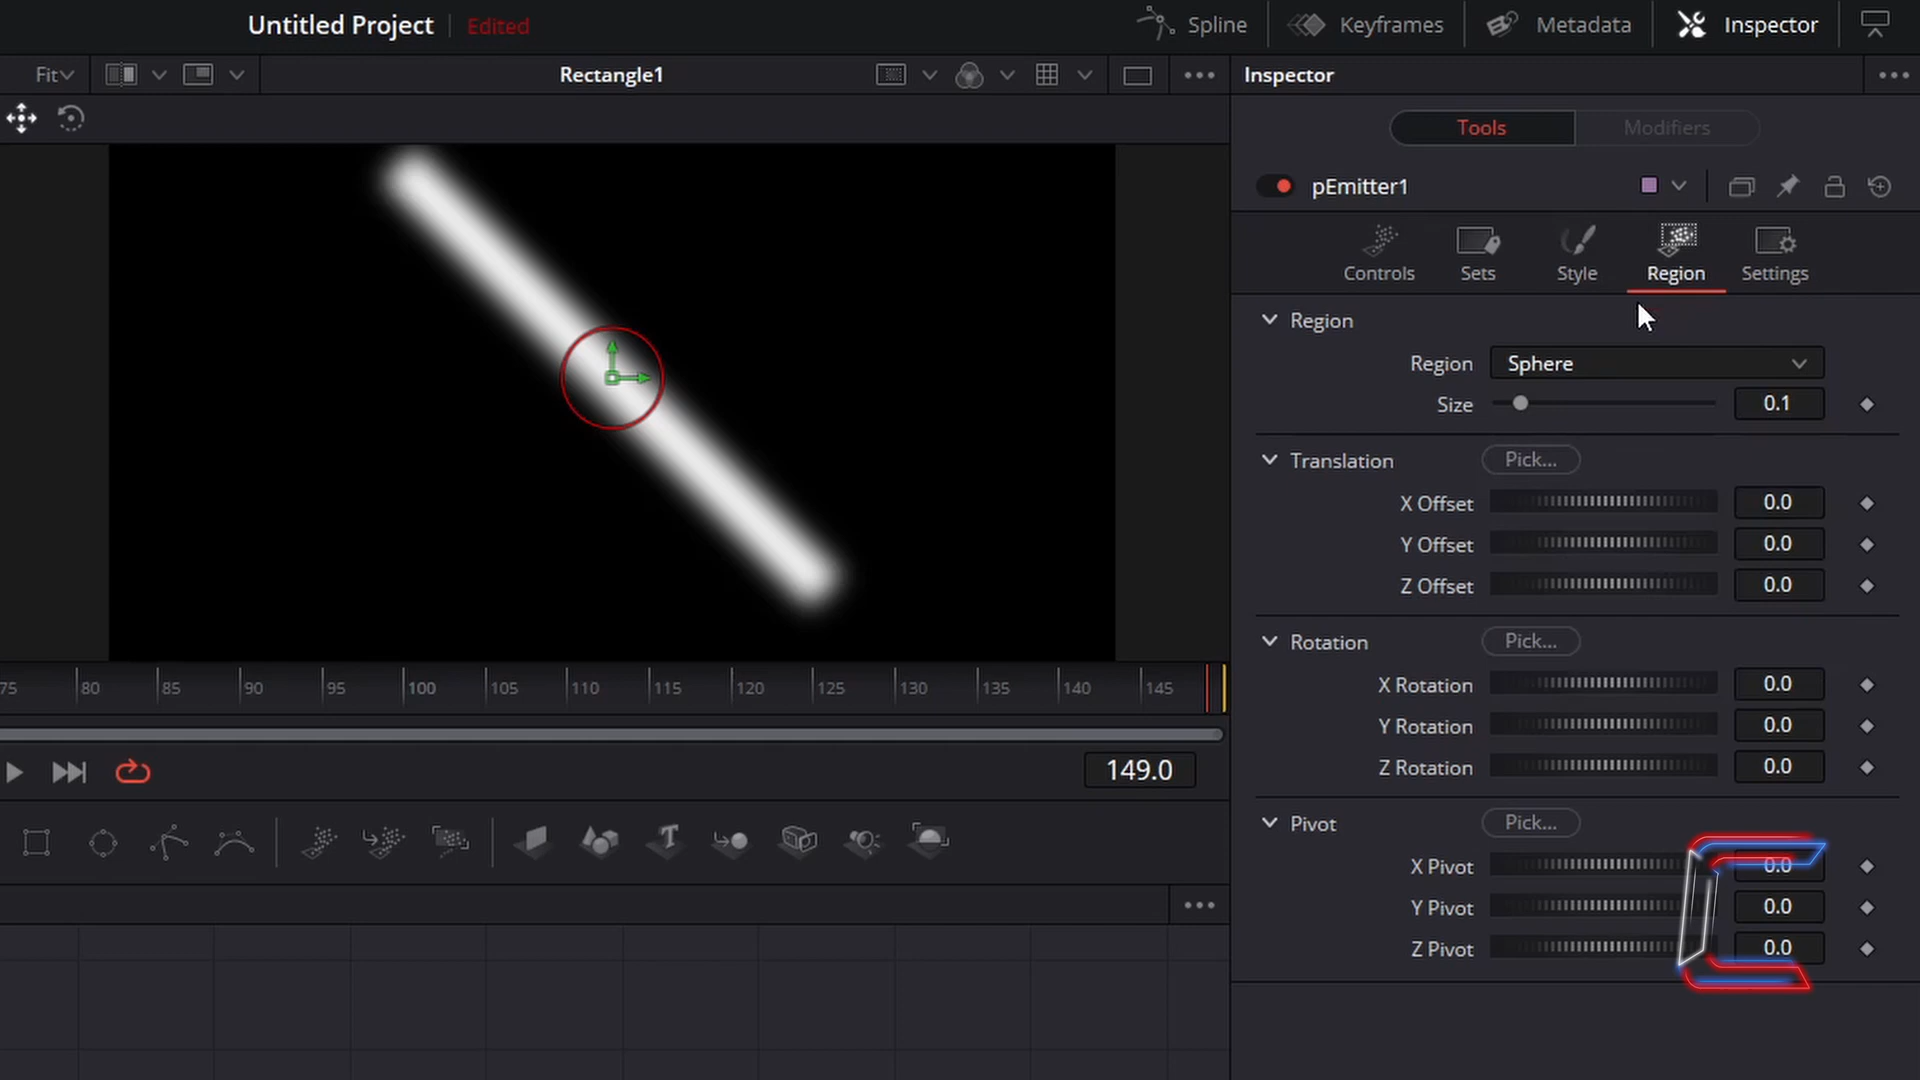 Untitled Project Edited Spline Keyframes Metadata Inspector
Fit Rectangle1 Inspector
Tools Modifiers
pEmitter1
Controls Sets Style Region Settings
Region
Region Sphere
Size 0.1
Translation Pick...
X Offset 0.0
Y Offset 0.0
Z Offset 0.0
Rotation Pick...
X Rotation 0.0
Y Rotation 0.0
Z Rotation 0.0
Pivot Pick...
X Pivot 0.0
Y Pivot 0.0
Z Pivot 0.0
75 80 85 90 95 100 105 110 115 120 125 130 135 140 145
149.0